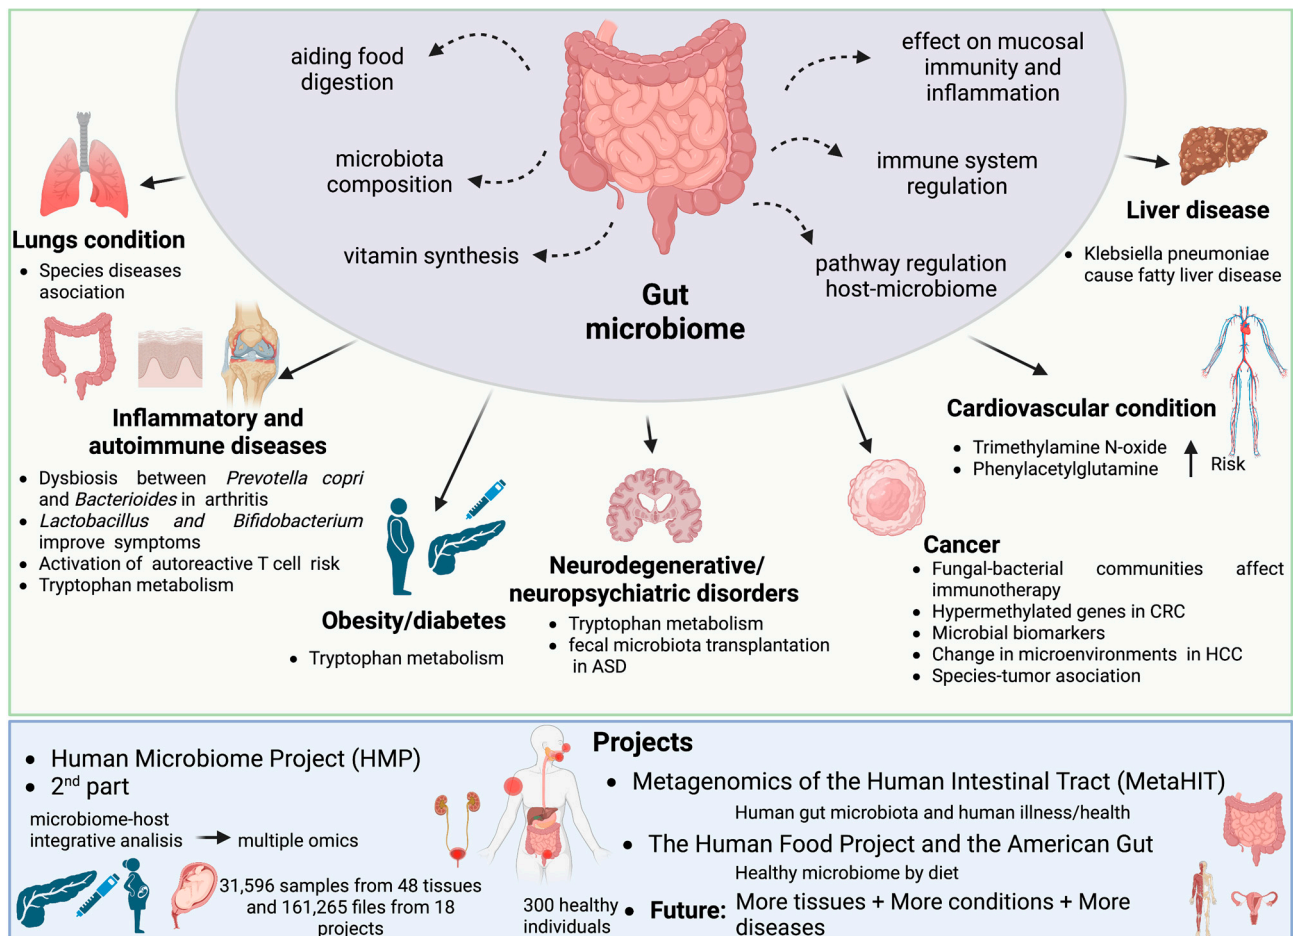 aiding food
digestion
effect on mucosal
immunity and
inflammation
microbiota
composition
immune system
regulation
vitamin synthesis
pathway regulation
host-microbiome
Gut
microbiome
Lungs condition
• Species diseases
asociation
Liver disease
• Klebsiella pneumoniae
cause fatty liver disease
Inflammatory and
autoimmune diseases
• Dysbiosis between Prevotella copri
and Bacterioides in arthritis
• Lactobacillus and Bifidobacterium
improve symptoms
• Activation of autoreactive T cell risk
• Tryptophan metabolism
Cardiovascular condition
• Trimethylamine N-oxide
• Phenylacetylglutamine
Risk
Obesity/diabetes
• Tryptophan metabolism
Neurodegenerative/
neuropsychiatric disorders
• Tryptophan metabolism
• fecal microbiota transplantation
in ASD
Cancer
• Fungal-bacterial communities affect
immunotherapy
• Hypermethylated genes in CRC
• Microbial biomarkers
• Change in microenvironments in HCC
• Species-tumor asociation
Projects
• Human Microbiome Project (HMP)
• 2nd part
microbiome-host
integrative analisis
multiple omics
31,596 samples from 48 tissues
and 161,265 files from 18
projects
300 healthy
individuals
• Metagenomics of the Human Intestinal Tract (MetaHIT)
Human gut microbiota and human illness/health
• The Human Food Project and the American Gut
Healthy microbiome by diet
• Future: More tissues + More conditions + More
diseases